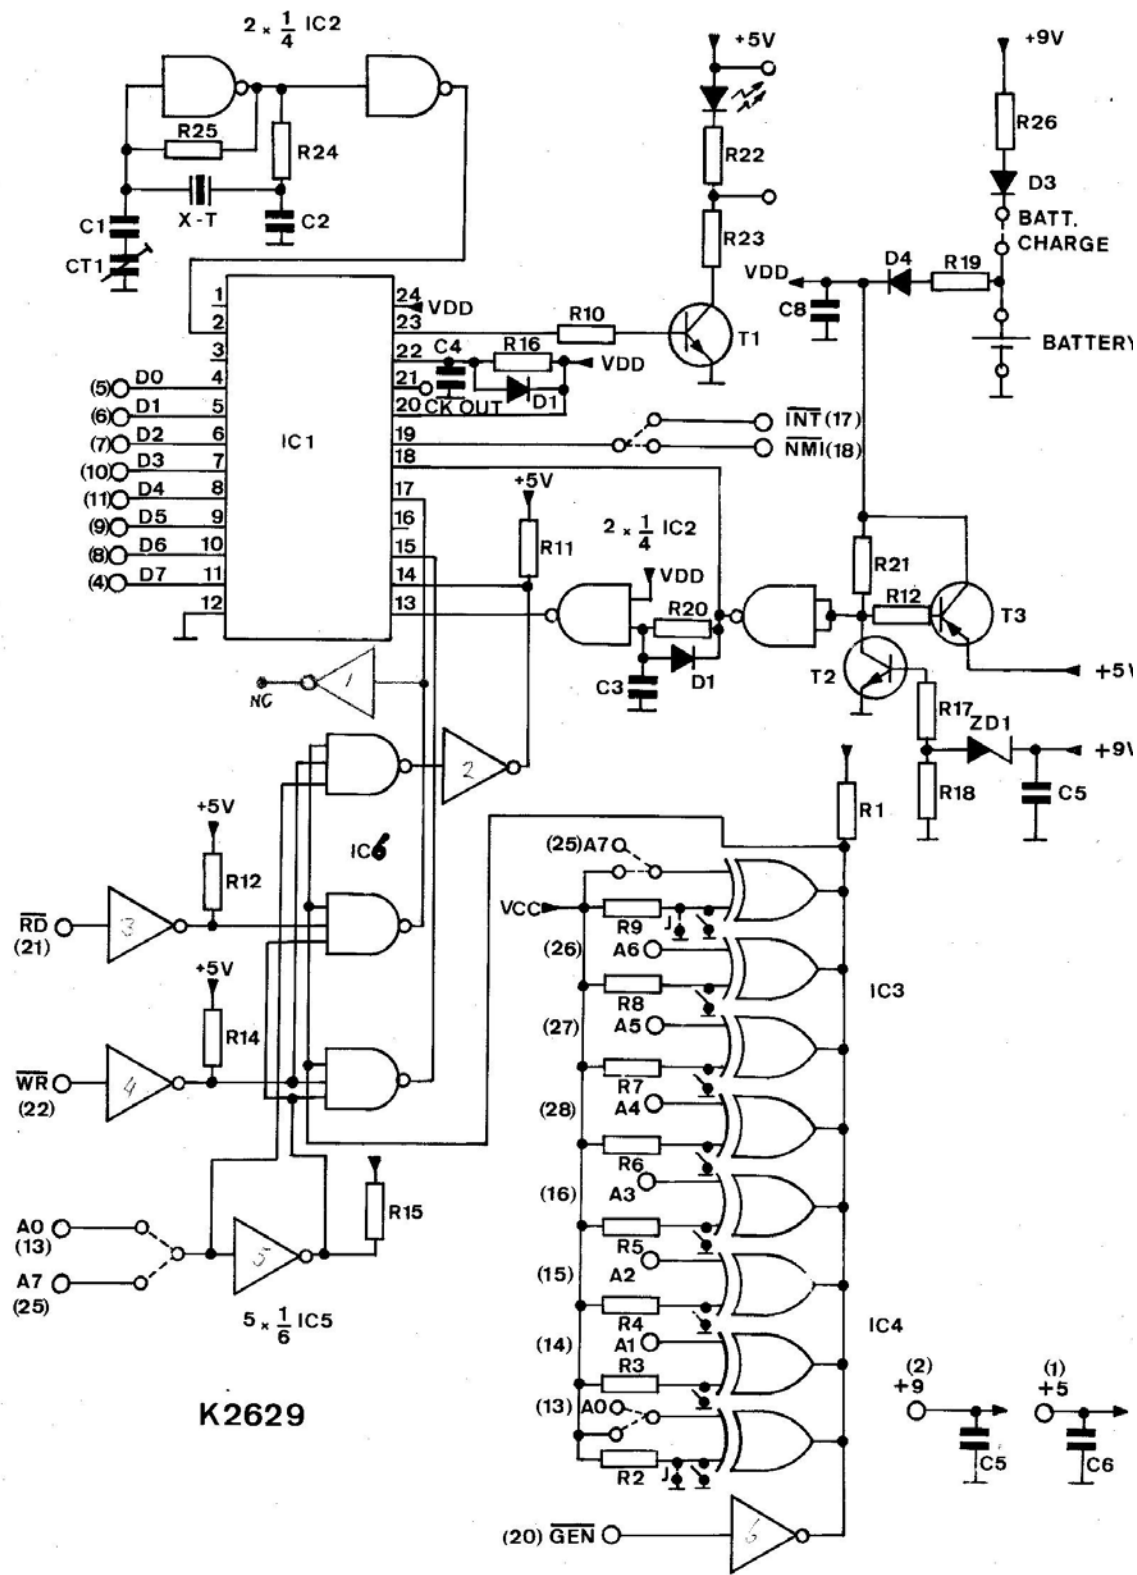 2 × 1/4 IC2
R25
R24
X-T
C1
C2
CT1
+5V
R22
R23
T1
R10
+9V
R26
D3
BATT.
CHARGE
D4
R19
VDD
C8
BATTERY
IC1
1
2
3
4
5
6
7
8
9
10
11
12
24
23
22
21
20
19
18
17
16
15
14
13
VDD
C4
R16
VDD
D1
CK OUT
INT (17)
NMI (18)
(5) D0
(6) D1
(7) D2
(10) D3
(11) D4
(9) D5
(8) D6
(4) D7
+5V
R11
2 × 1/4 IC2
VDD
R20
D1
C3
R21
R12
T3
T2
+5V
R17
ZD1
+9V
R18
C5
NC
1
2
IC6
+5V
R12
RD
(21)
3
+5V
R14
WR
(22)
4
A0
(13)
A7
(25)
5
R15
5 × 1/6 IC5
R1
(25) A7
VCC
R9
J
(26)
A6
R8
IC3
(27)
A5
R7
(28)
A4
R6
(16)
A3
R5
(15)
A2
R4
IC4
(14)
A1
R3
(13) A0
R2
J
(20) GEN
6
(2)
+9
C5
(1)
+5
C6
K2629